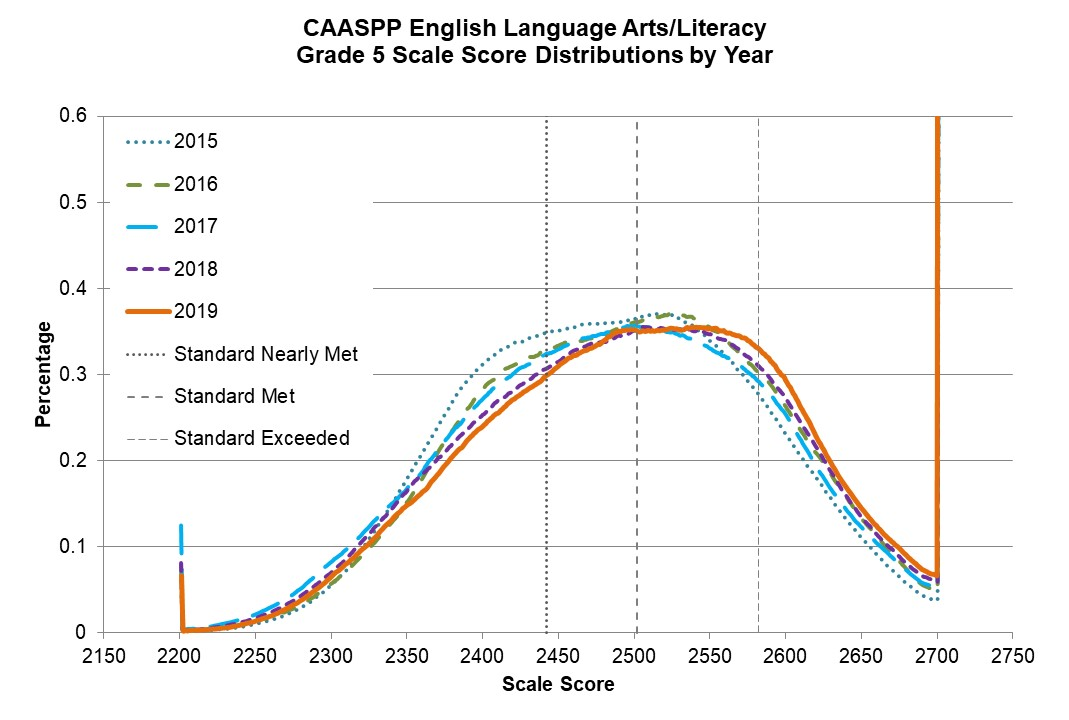 CAASPP English Language Arts/Literacy
Grade 5 Scale Score Distributions by Year
0.6
0.5
0.4
0.3
0.2
0.1
0
Percentage
2015
2016
2017
2018
2019
Standard Nearly Met
Standard Met
Standard Exceeded
2150 2200 2250 2300 2350 2400 2450 2500 2550 2600 2650 2700 2750
Scale Score